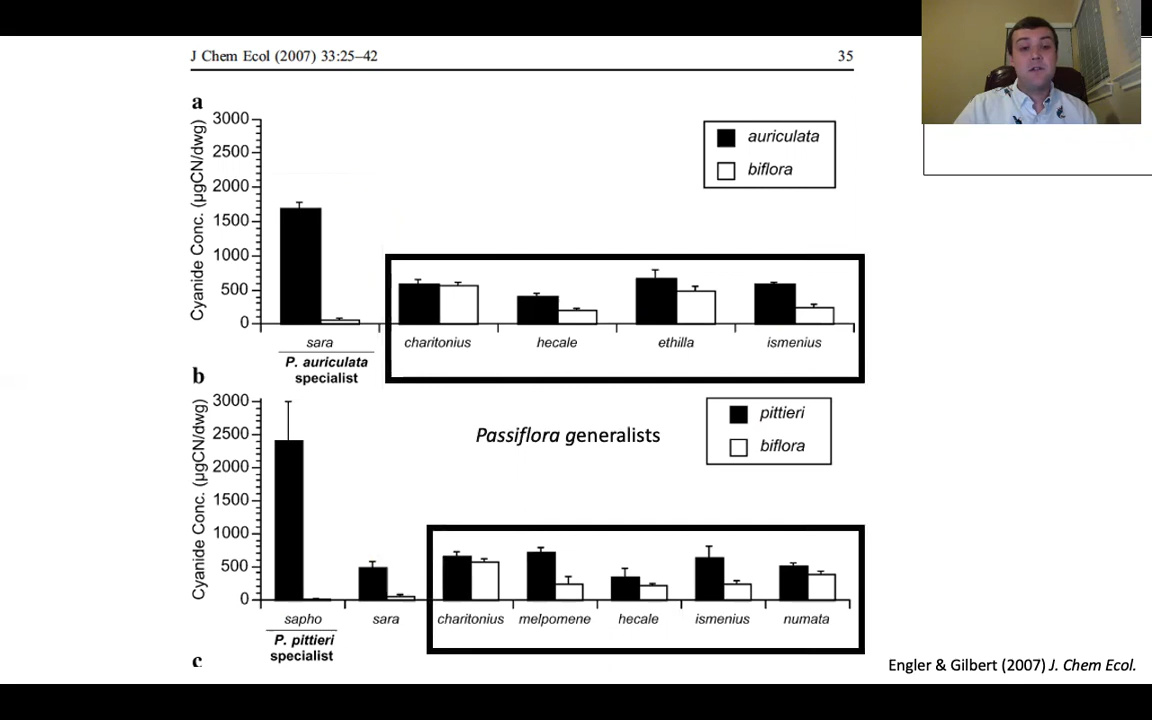 J Chem Ecol (2007) 33:25–42 35
a
Cyanide Conc. (µgCN/dwg)
3000
2500
2000
1500
1000
500
0
auriculata
biflora
sara charitonius hecale ethilla ismenius
P. auriculata
specialist
b
Cyanide Conc. (µgCN/dwg)
3000
2500
2000
1500
1000
500
0
Passiflora generalists
pittieri
biflora
sapho sara charitonius melpomene hecale ismenius numata
P. pittieri
specialist
c
Engler & Gilbert (2007) J. Chem Ecol.